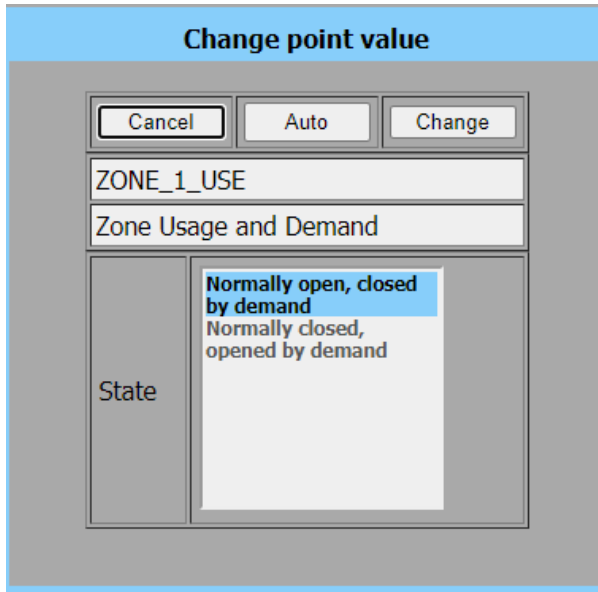 Change point value
Cancel Auto Change
ZONE_1_USE
Zone Usage and Demand
State
Normally open, closed
by demand
Normally closed,
opened by demand